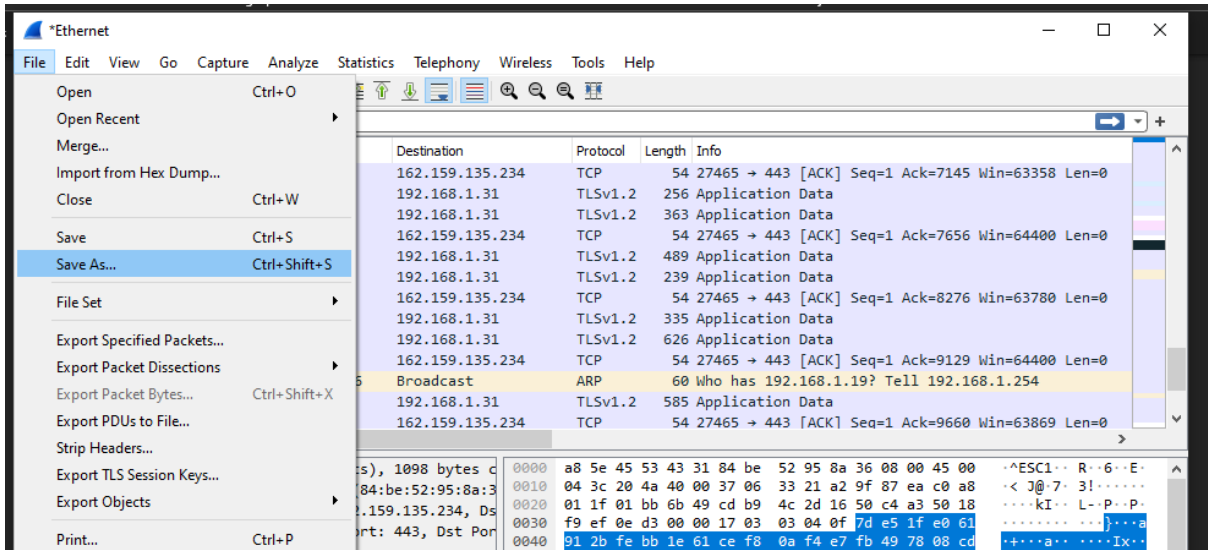 *Ethernet
File Edit View Go Capture Analyze Statistics Telephony Wireless Tools Help
Open Ctrl+O
Open Recent
Merge...
Import from Hex Dump...
Close Ctrl+W
Save Ctrl+S
Save As... Ctrl+Shift+S
File Set
Export Specified Packets...
Export Packet Dissections
Export Packet Bytes... Ctrl+Shift+X
Export PDUs to File...
Strip Headers...
Export TLS Session Keys...
Export Objects
Print... Ctrl+P
Destination Protocol Length Info
162.159.135.234 TCP 54 27465 → 443 [ACK] Seq=1 Ack=7145 Win=63358 Len=0
192.168.1.31 TLSv1.2 256 Application Data
192.168.1.31 TLSv1.2 363 Application Data
162.159.135.234 TCP 54 27465 → 443 [ACK] Seq=1 Ack=7656 Win=64400 Len=0
192.168.1.31 TLSv1.2 489 Application Data
192.168.1.31 TLSv1.2 239 Application Data
162.159.135.234 TCP 54 27465 → 443 [ACK] Seq=1 Ack=8276 Win=63780 Len=0
192.168.1.31 TLSv1.2 335 Application Data
192.168.1.31 TLSv1.2 626 Application Data
162.159.135.234 TCP 54 27465 → 443 [ACK] Seq=1 Ack=9129 Win=64400 Len=0
Broadcast ARP 60 Who has 192.168.1.19? Tell 192.168.1.254
192.168.1.31 TLSv1.2 585 Application Data
162.159.135.234 TCP 54 27465 → 443 [ACK] Seq=1 Ack=9660 Win=63869 Len=0
s), 1098 bytes c
(84:be:52:95:8a:3
2.159.135.234, Ds
ort: 443, Dst Por
0000 a8 5e 45 53 43 31 84 be 52 95 8a 36 08 00 45 00 ·^ESC1·· R··6··E·
0010 04 3c 20 4a 40 00 37 06 33 21 a2 9f 87 ea c0 a8 ·< J@·7· 3!······
0020 01 1f 01 bb 6b 49 cd b9 4c 2d 16 50 c4 a3 50 18 ····kI·· L-·P··P·
0030 f9 ef 0e d3 00 00 17 03 03 04 0f 7d e5 1f e0 61 ········ ···}···a
0040 91 2b fe bb 1e 61 ce f8 0a f4 e7 fb 49 78 08 cd ·+···a·· ····Ix··